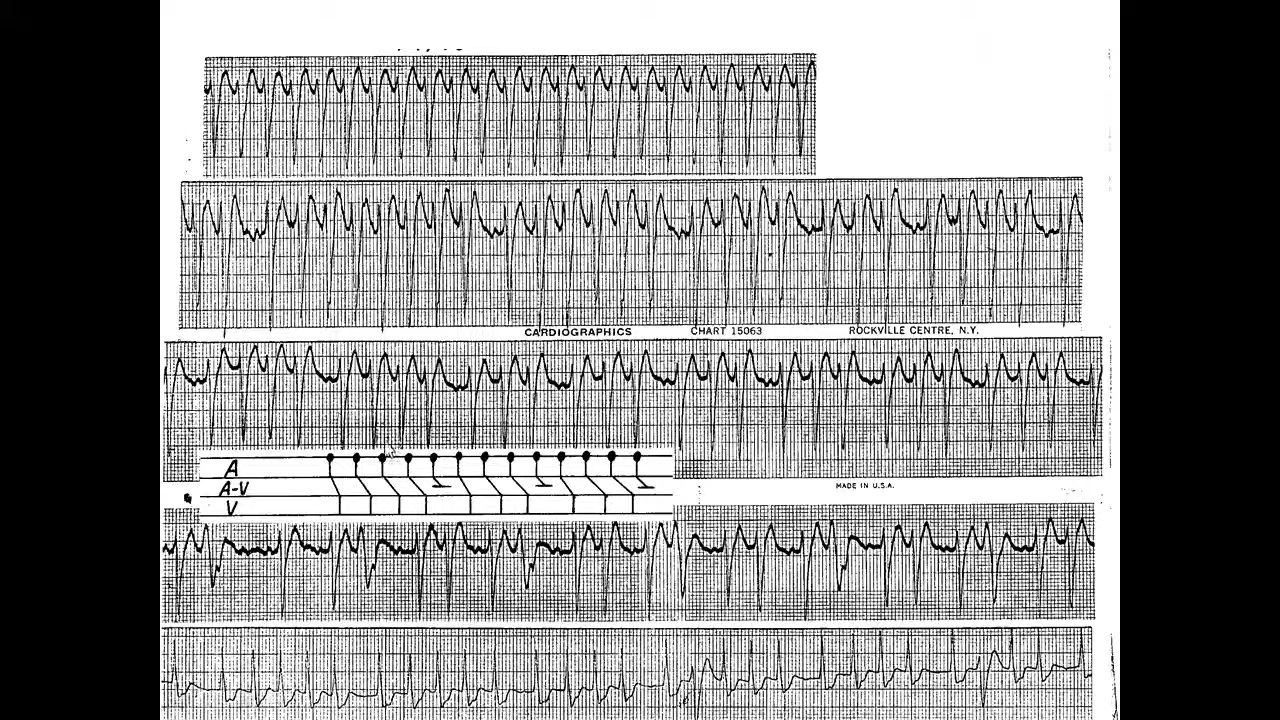 CARDIOGRAPHICS CHART 15063 ROCKVILLE CENTRE, N.Y.
A
A-V
V
MADE IN U.S.A.